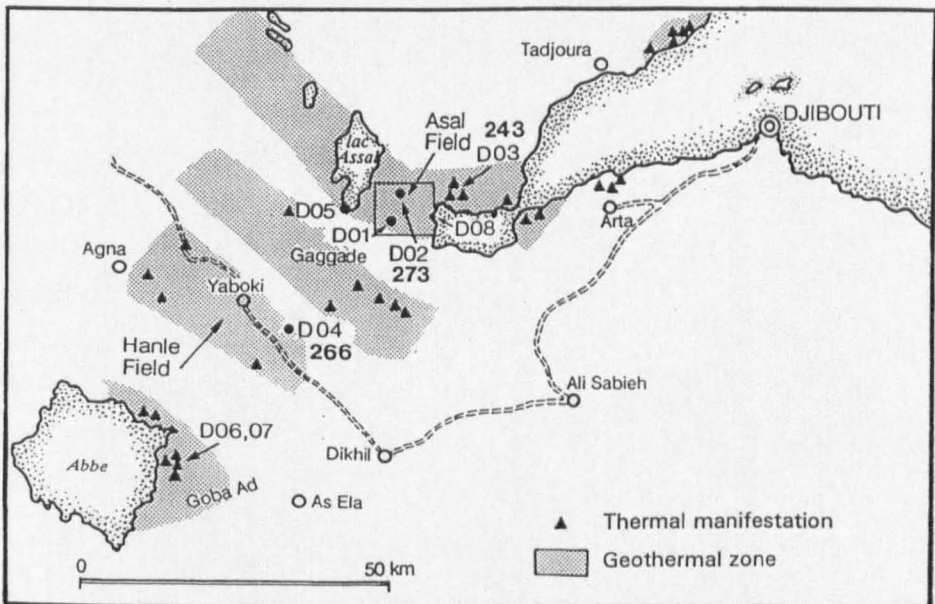 Tadjoura
DJIBOUTI
lac
Assal
Asal
Field
243
D03
D05
D01
D02
273
D08
Arta
Gaggade
Agna
Yaboki
D04
266
Hanle
Field
Ali Sabieh
D06,07
Dikhil
Abbe
Goba Ad
As Ela
Thermal manifestation
Geothermal zone
0 50 km